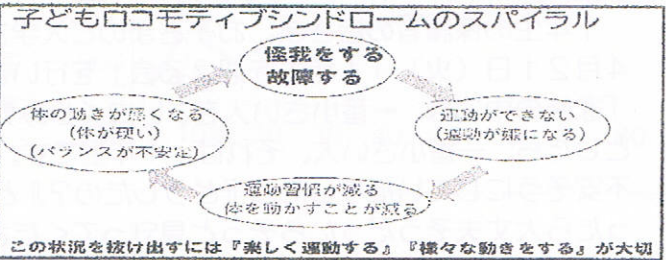 子どもロコモティブシンドロームのスパイラル
怪我をする
故障する
体の動きが悪くなる
(体が硬い)
(バランスが不安定)
運動ができない
(運動が嫌になる)
運動習慣が減る
体を動かすことが減る
この状況を抜け出すには『楽しく運動する』『様々な動きをする』が大切